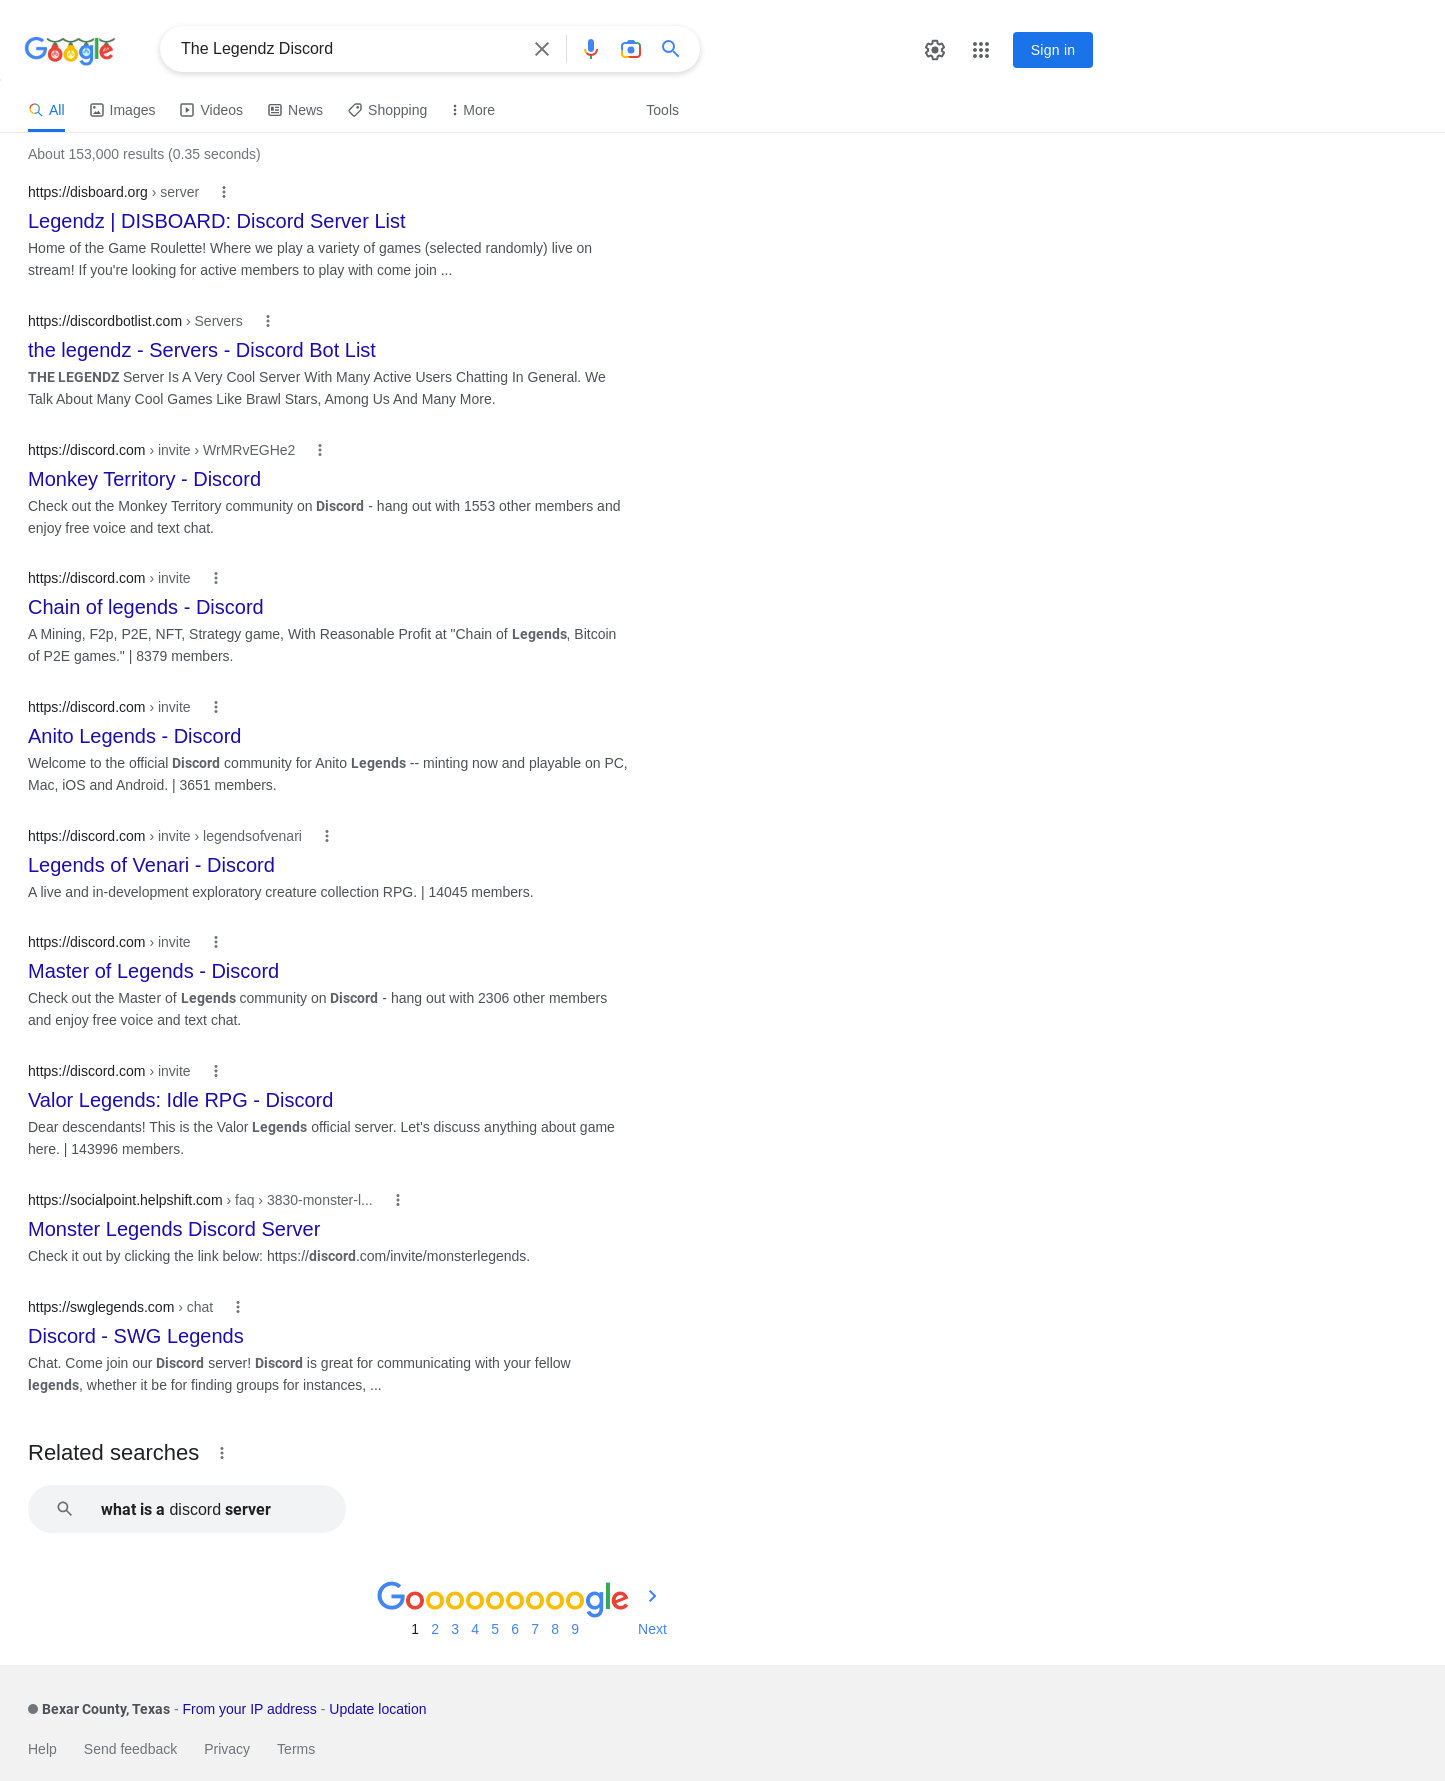 Google
The Legendz Discord
Sign in
All Images Videos News Shopping More Tools
About 153,000 results (0.35 seconds)
https://disboard.org › server
Legendz | DISBOARD: Discord Server List
Home of the Game Roulette! Where we play a variety of games (selected randomly) live on
stream! If you're looking for active members to play with come join ...
https://discordbotlist.com › Servers
the legendz - Servers - Discord Bot List
THE LEGENDZ Server Is A Very Cool Server With Many Active Users Chatting In General. We
Talk About Many Cool Games Like Brawl Stars, Among Us And Many More.
https://discord.com › invite › WrMRvEGHe2
Monkey Territory - Discord
Check out the Monkey Territory community on Discord - hang out with 1553 other members and
enjoy free voice and text chat.
https://discord.com › invite
Chain of legends - Discord
A Mining, F2p, P2E, NFT, Strategy game, With Reasonable Profit at "Chain of Legends, Bitcoin
of P2E games." | 8379 members.
https://discord.com › invite
Anito Legends - Discord
Welcome to the official Discord community for Anito Legends -- minting now and playable on PC,
Mac, iOS and Android. | 3651 members.
https://discord.com › invite › legendsofvenari
Legends of Venari - Discord
A live and in-development exploratory creature collection RPG. | 14045 members.
https://discord.com › invite
Master of Legends - Discord
Check out the Master of Legends community on Discord - hang out with 2306 other members
and enjoy free voice and text chat.
https://discord.com › invite
Valor Legends: Idle RPG - Discord
Dear descendants! This is the Valor Legends official server. Let's discuss anything about game
here. | 143996 members.
https://socialpoint.helpshift.com › faq › 3830-monster-l...
Monster Legends Discord Server
Check it out by clicking the link below: https://discord.com/invite/monsterlegends.
https://swglegends.com › chat
Discord - SWG Legends
Chat. Come join our Discord server! Discord is great for communicating with your fellow
legends, whether it be for finding groups for instances, ...
Related searches
what is a discord server
Goooooooooogle
1 2 3 4 5 6 7 8 9 Next
Bexar County, Texas - From your IP address - Update location
Help Send feedback Privacy Terms